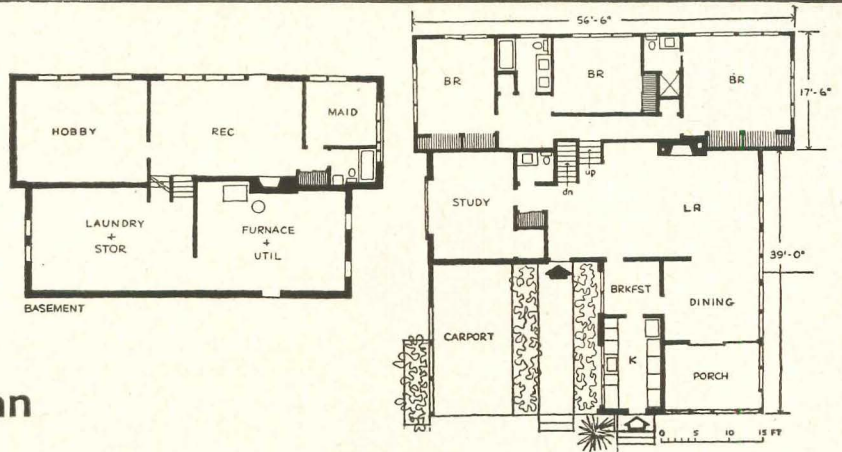 HOBBY
REC
MAID
LAUNDRY
+
STOR
FURNACE
+
UTIL
BASEMENT
56'-6"
BR
BR
BR
17'-6"
STUDY
dn
up
LR
39'-0"
BRKFST
DINING
CARPORT
K
PORCH
0 5 10 15 FT